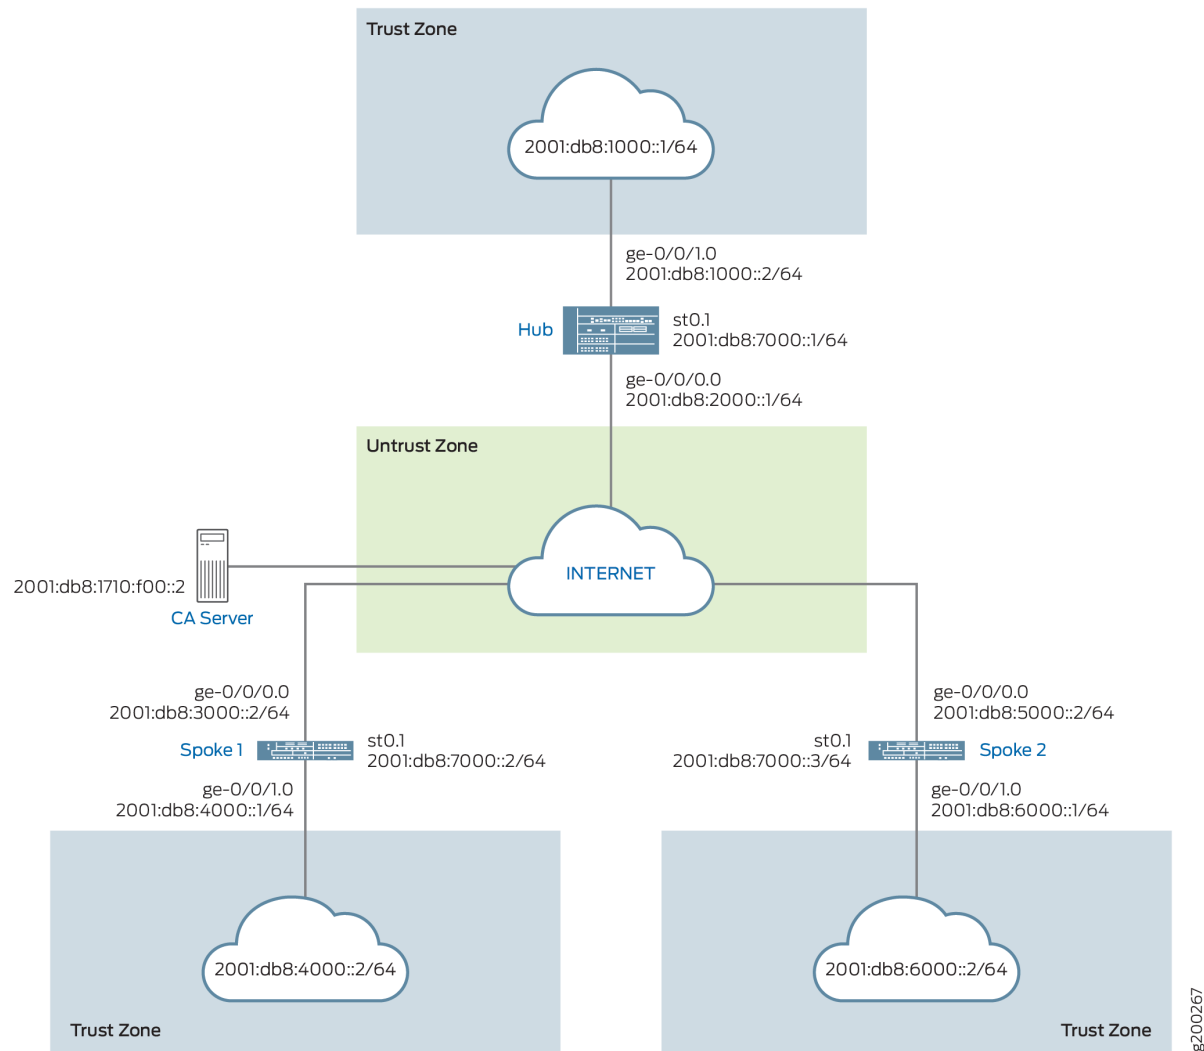 Trust Zone
2001:db8:1000::1/64
ge-0/0/1.0
2001:db8:1000::2/64
Hub
st0.1
2001:db8:7000::1/64
ge-0/0/0.0
2001:db8:2000::1/64
Untrust Zone
INTERNET
2001:db8:1710:f00::2
CA Server
ge-0/0/0.0
2001:db8:3000::2/64
Spoke 1
st0.1
2001:db8:7000::2/64
ge-0/0/1.0
2001:db8:4000::1/64
ge-0/0/0.0
2001:db8:5000::2/64
st0.1
2001:db8:7000::3/64
Spoke 2
ge-0/0/1.0
2001:db8:6000::1/64
2001:db8:4000::2/64
Trust Zone
2001:db8:6000::2/64
Trust Zone
g200267